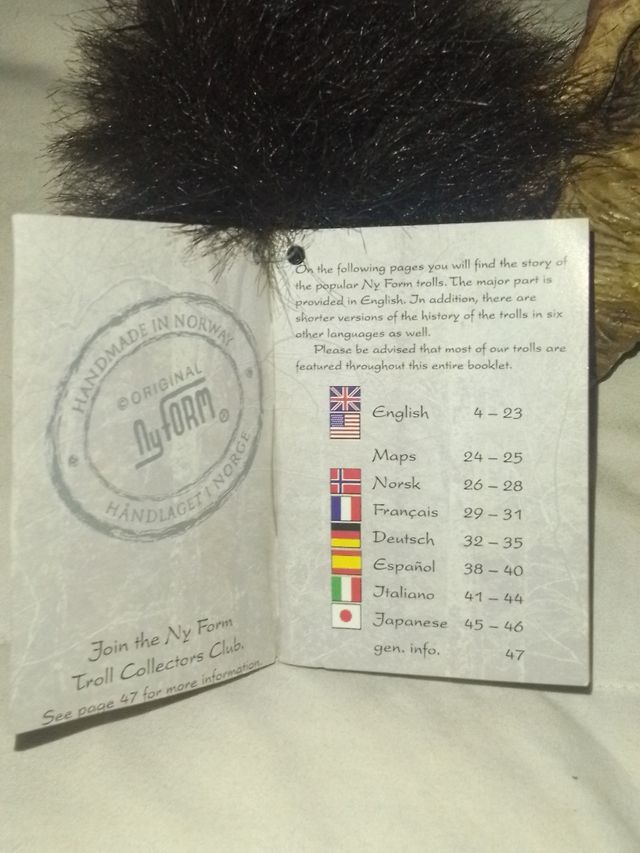 HANDMADE IN NORWAY
© ORIGINAL
Ny FORM ®
HÅNDLAGET I NORGE
Join the Ny Form
Troll Collectors Club.
See page 47 for more information.
On the following pages you will find the story of
the popular Ny Form trolls. The major part is
provided in English. In addition, there are
shorter versions of the history of the trolls in six
other languages as well.
Please be advised that most of our trolls are
featured throughout this entire booklet.
English 4 – 23
Maps 24 – 25
Norsk 26 – 28
Français 29 – 31
Deutsch 32 – 35
Español 38 – 40
Italiano 41 – 44
Japanese 45 – 46
gen. info. 47